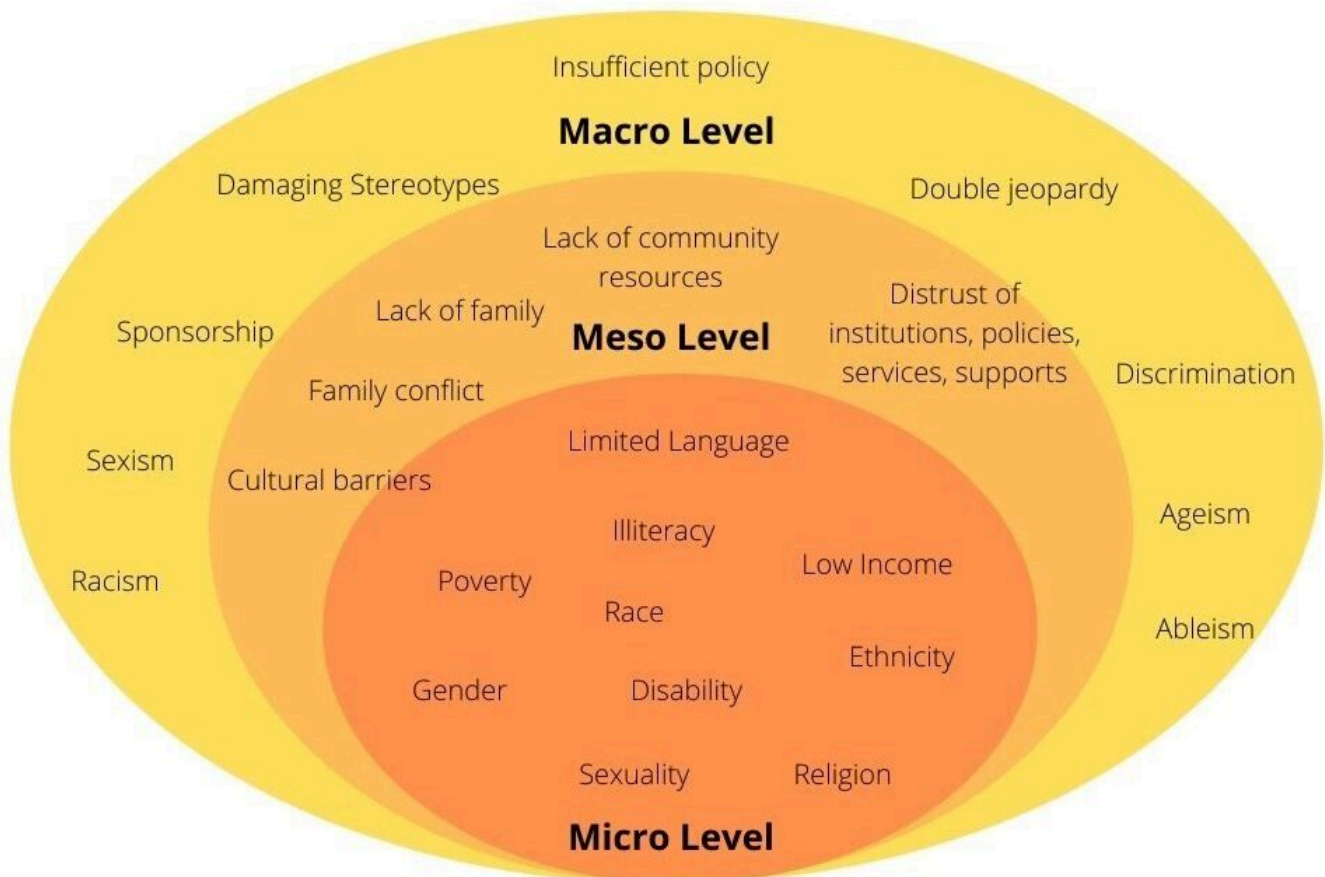 Insufficient policy
Macro Level
Damaging Stereotypes
Double jeopardy
Lack of community
resources
Lack of family
Distrust of
institutions, policies,
services, supports
Sponsorship
Meso Level
Discrimination
Family conflict
Limited Language
Sexism
Cultural barriers
Ageism
Illiteracy
Low Income
Racism
Poverty
Race
Ableism
Ethnicity
Gender
Disability
Sexuality
Religion
Micro Level